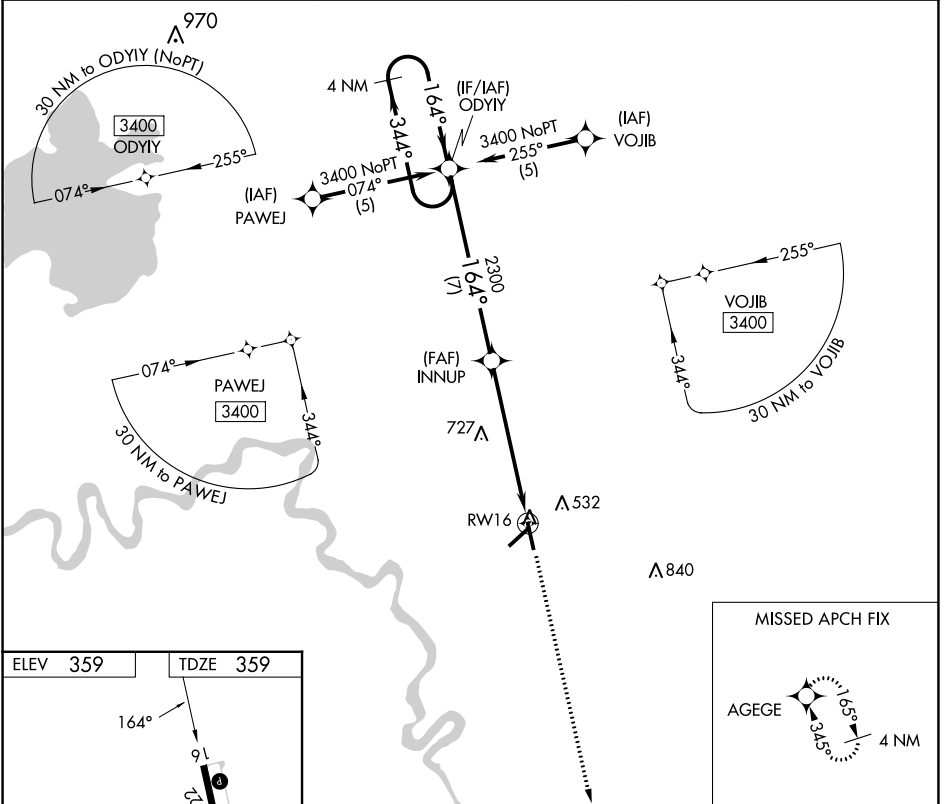 970
30 NM to ODYIY (NoPT)
3400
ODYIY
074°
255°
4 NM
344°
164°
(IF/IAF)
ODYIY
3400 NoPT
255°
(5)
(IAF)
VOJIB
3400 NoPT
074°
(5)
(IAF)
PAWEJ
2300
164°
(7)
255°
VOJIB
3400
344°
30 NM to VOJIB
074°
PAWEJ
3400
344°
30 NM to PAWEJ
(FAF)
INNUP
727
532
RW16
840
MISSED APCH FIX
AGEGE
165°
345°
4 NM
ELEV 359
TDZE 359
164°
16
P
22